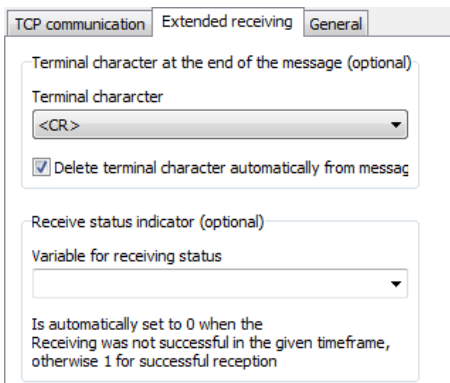 TCP communication Extended receiving General
Terminal character at the end of the message (optional)
Terminal chararcter
<CR>
Delete terminal character automatically from messag
Receive status indicator (optional)
Variable for receiving status
Is automatically set to 0 when the
Receiving was not successful in the given timeframe,
otherwise 1 for successful reception